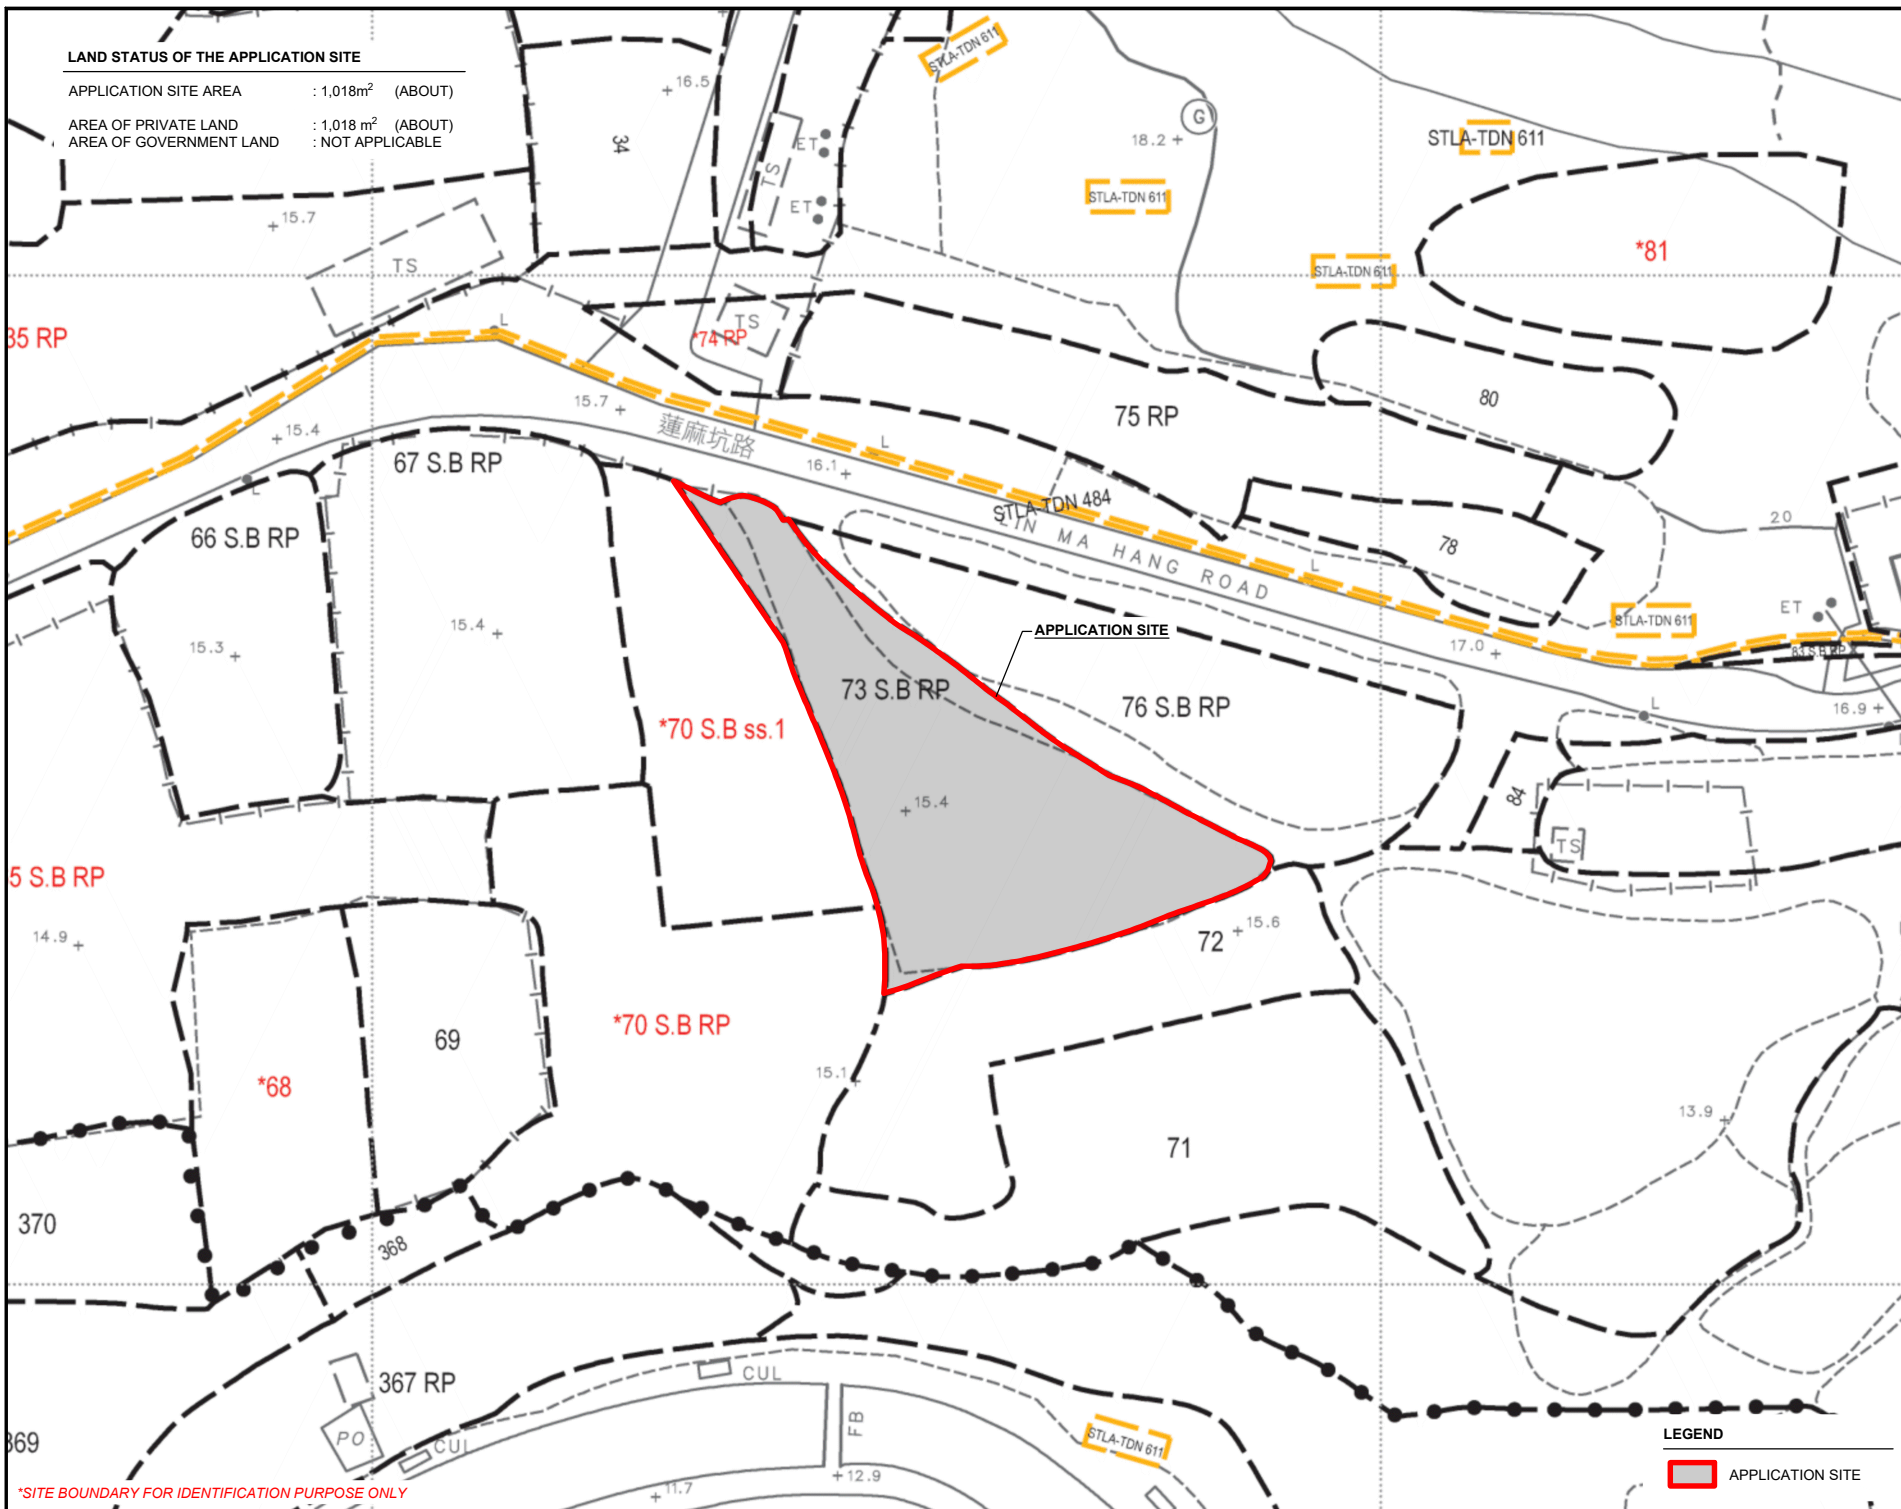 LAND STATUS OF THE APPLICATION SITE
APPLICATION SITE AREA : 1,018m² (ABOUT)
AREA OF PRIVATE LAND : 1,018 m² (ABOUT)
AREA OF GOVERNMENT LAND : NOT APPLICABLE
STLA-TDN 611
16.5
34
ET
TS
ET
18.2
G
STLA-TDN 611
STLA-TDN 611
15.7
TS
*81
STLA-TDN 611
35 RP
L
TS
*74 RP
15.7
75 RP
80
15.4
蓮麻坑路
L
67 S.B RP
16.1
L
STLA-TDN 484
LIN MA HANG ROAD
20
66 S.B RP
78
L
15.4
ET
15.3
APPLICATION SITE
STLA-TDN 611
17.0
83 S.B RP
73 S.B RP
76 S.B RP
L
16.9
*70 S.B ss.1
84
15.4
TS
5 S.B RP
14.9
72
15.6
*70 S.B RP
69
15.1
*68
13.9
71
370
368
367 RP
CUL
FB
369
PO
CUL
STLA-TDN 611
12.9
11.7
LEGEND
APPLICATION SITE
*SITE BOUNDARY FOR IDENTIFICATION PURPOSE ONLY